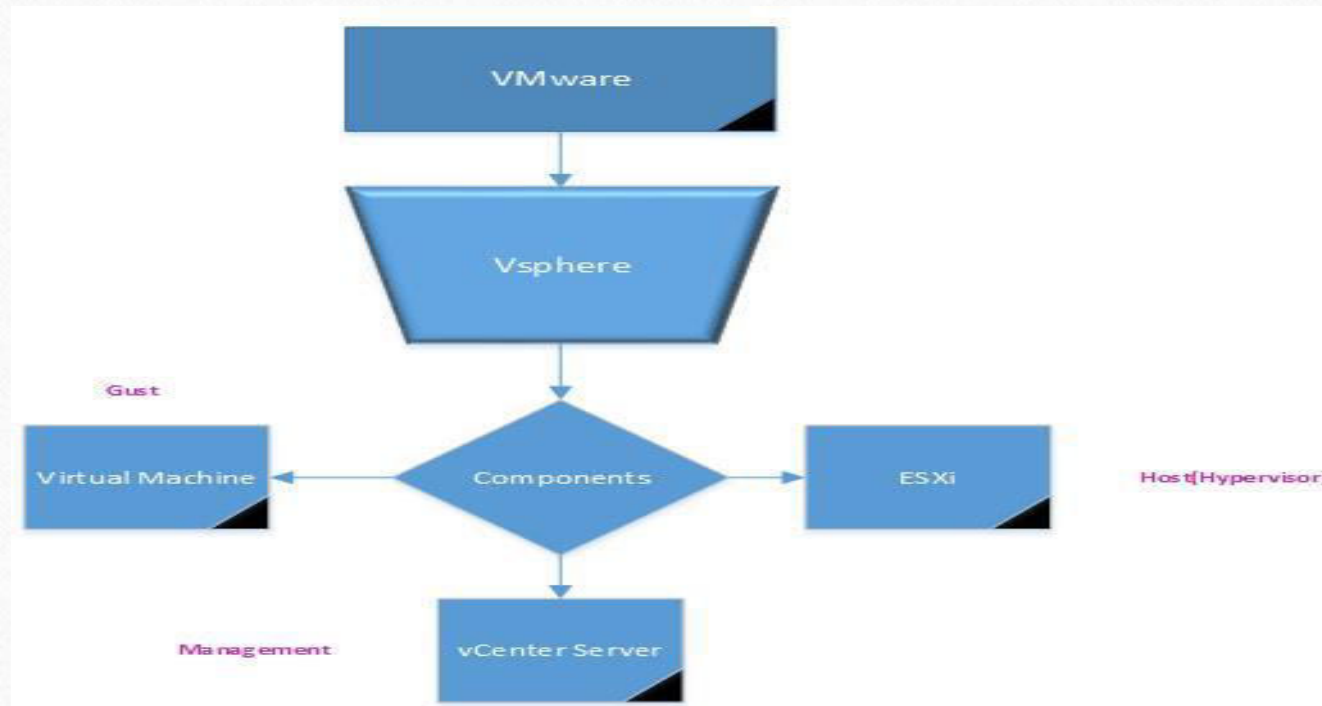 VMware
Vsphere
Gust
Virtual Machine
Components
ESXi
Host(Hypervisor
Management
vCenter Server